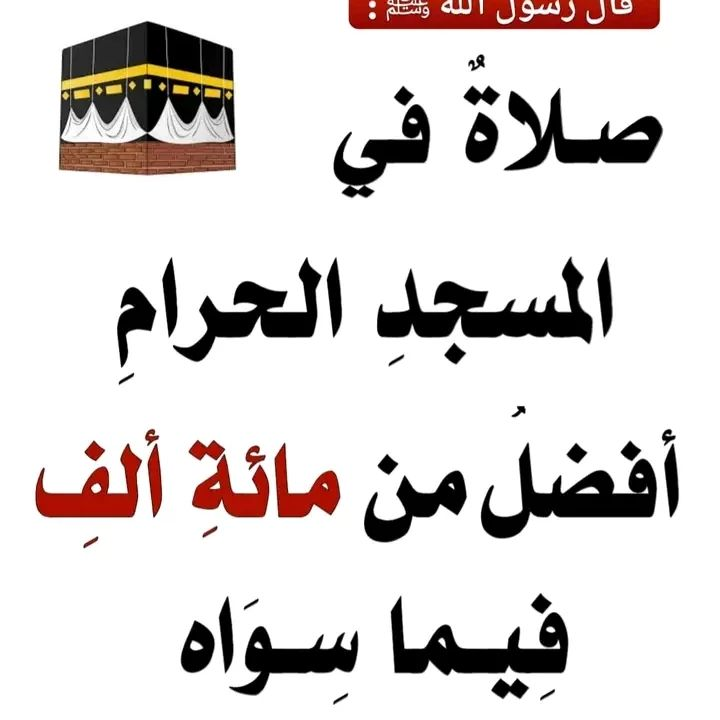 قال رسول الله ﷺ :
صلاةٌ في
المسجدِ الحرامِ
أفضلُ من مائةِ ألفِ
فِيما سِوَاه